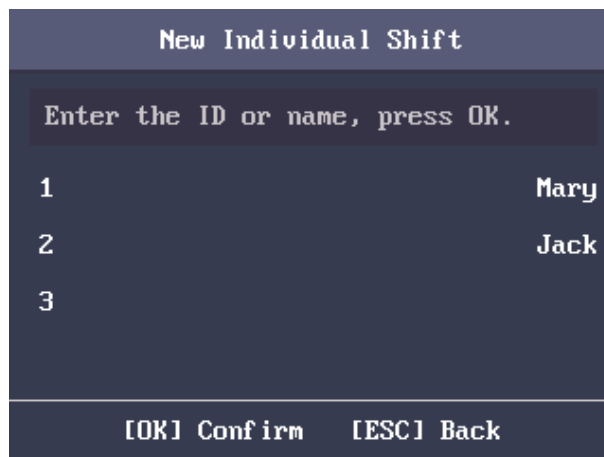 New Individual Shift
Enter the ID or name, press OK.
1 Mary
2 Jack
3
[OK] Confirm [ESC] Back